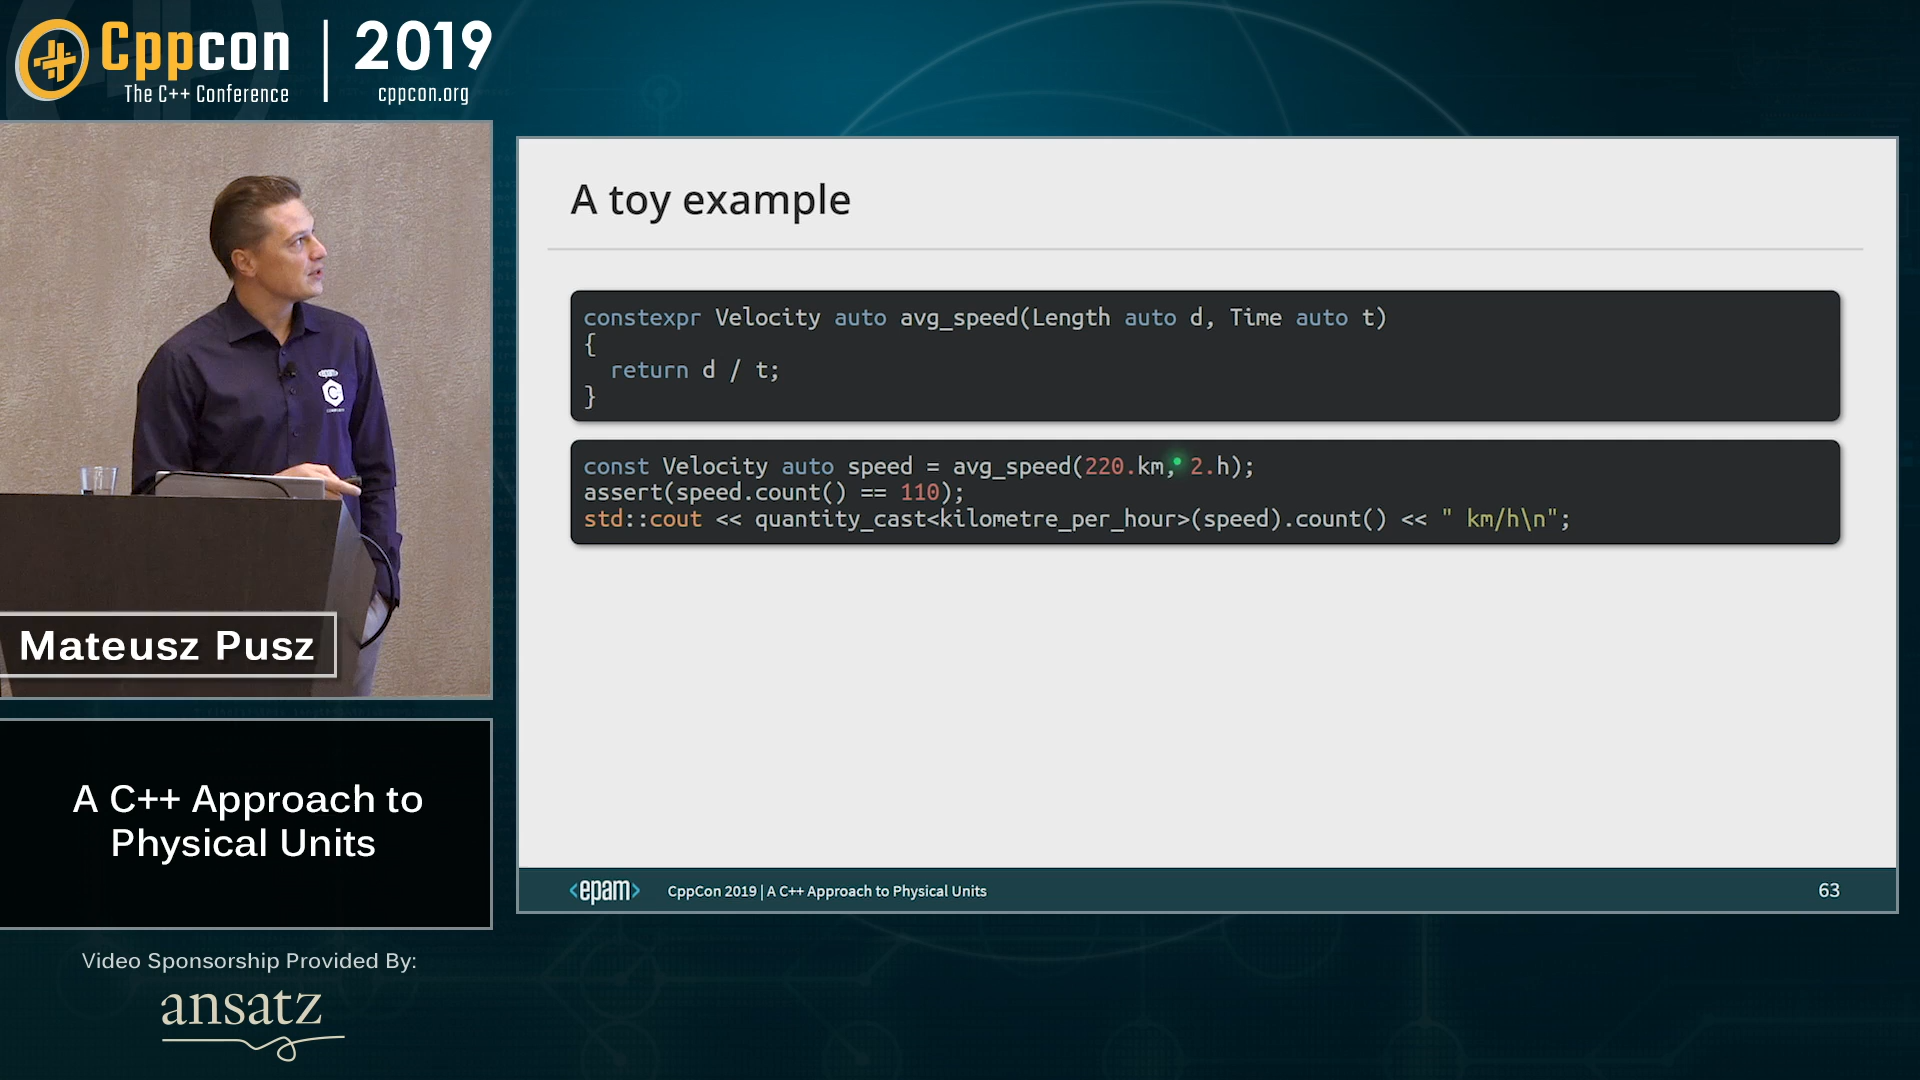 Cppcon
The C++ Conference
2019
cppcon.org
Mateusz Pusz
A C++ Approach to
Physical Units
Video Sponsorship Provided By:
ansatz
A toy example
constexpr Velocity auto avg_speed(Length auto d, Time auto t)
{
  return d / t;
}
const Velocity auto speed = avg_speed(220.km, 2.h);
assert(speed.count() == 110);
std::cout << quantity_cast<kilometre_per_hour>(speed).count() << " km/h\n";
<epam>
CppCon 2019 | A C++ Approach to Physical Units
63